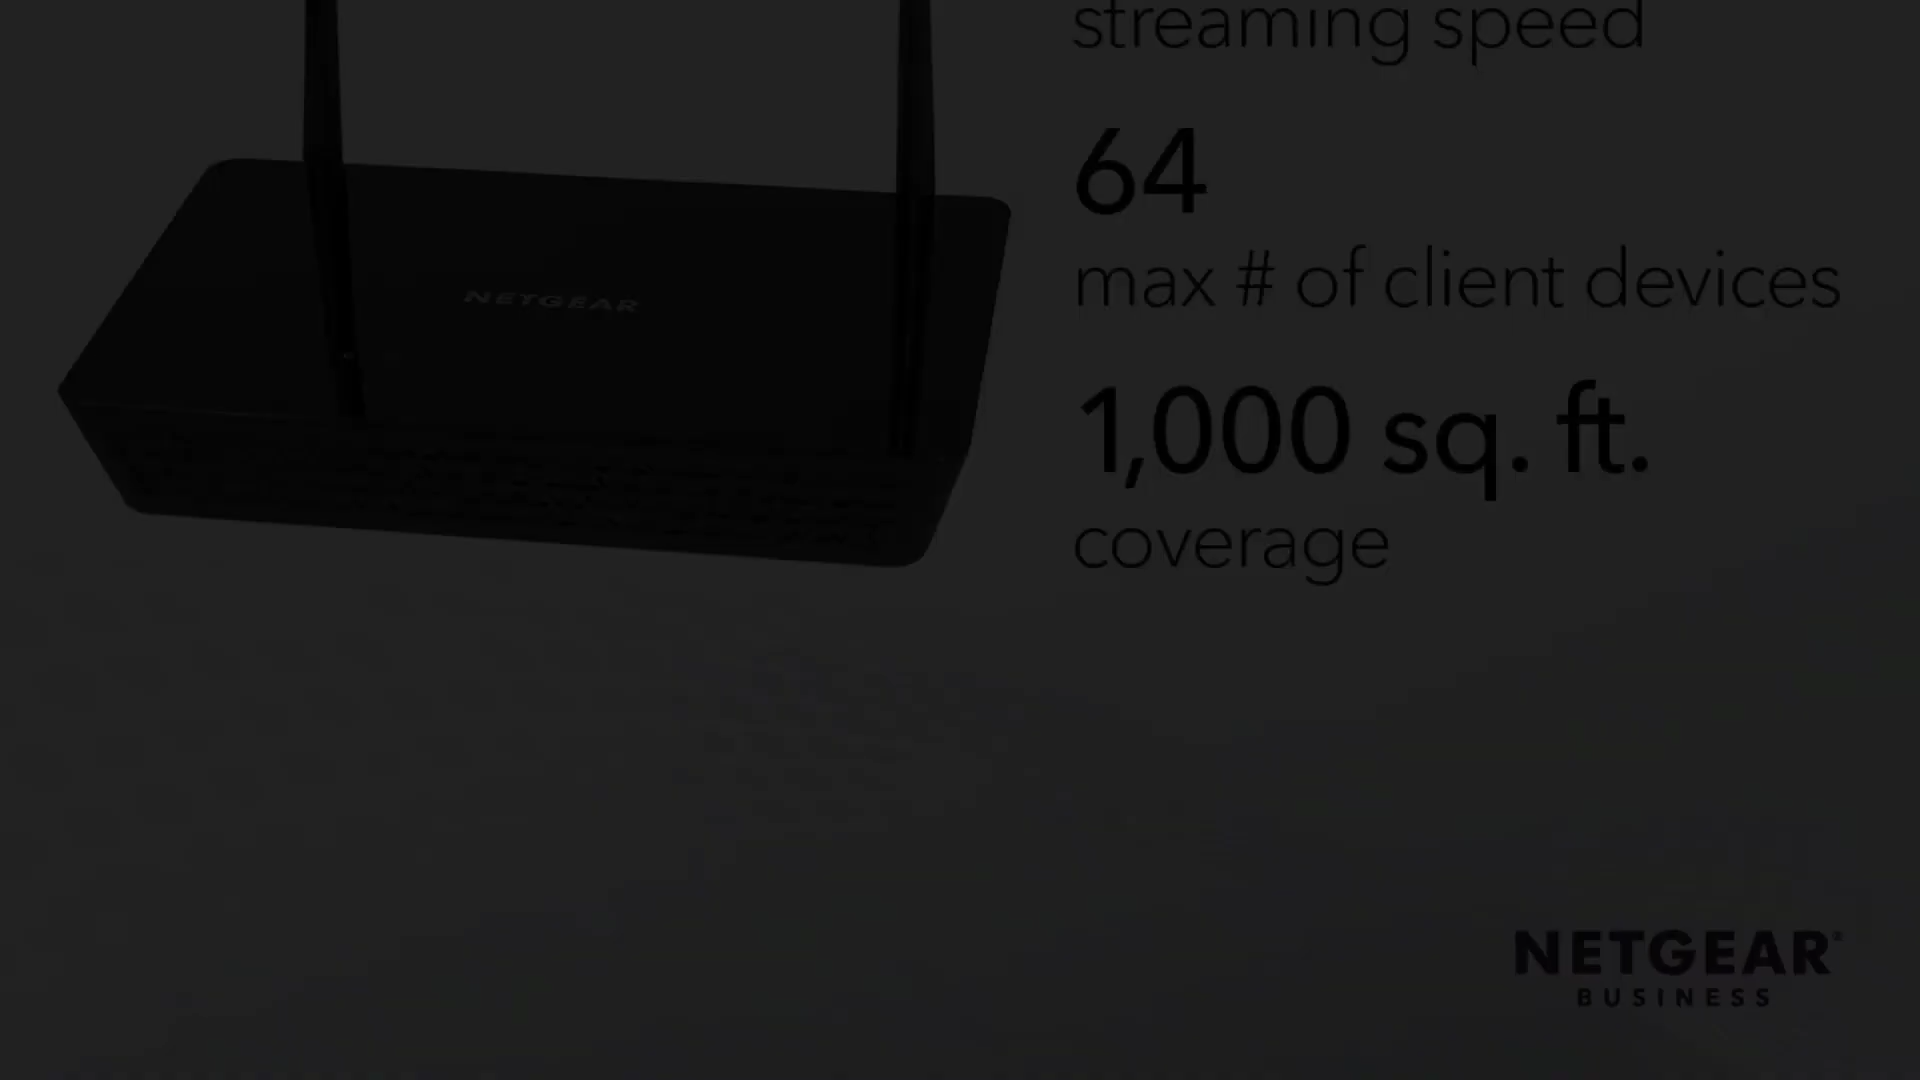 streaming speed
64
max # of client devices
NETGEAR
1,000 sq. ft.
coverage
NETGEAR®
BUSINESS